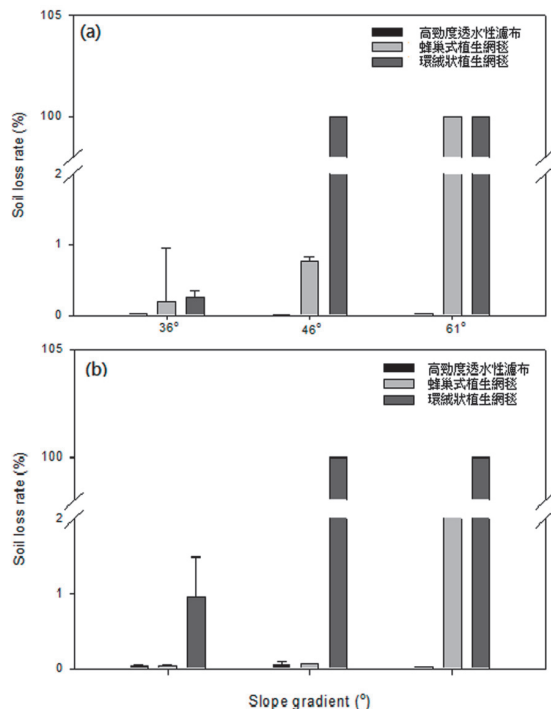 105
(a)
高勁度透水性濾布
蜂巢式植生網毯
環絨狀植生網毯
100
Soil loss rate (%)
2
1
0
36°
46°
61°
105
(b)
高勁度透水性濾布
蜂巢式植生網毯
環絨狀植生網毯
100
Soil loss rate (%)
2
1
0
Slope gradient (°)